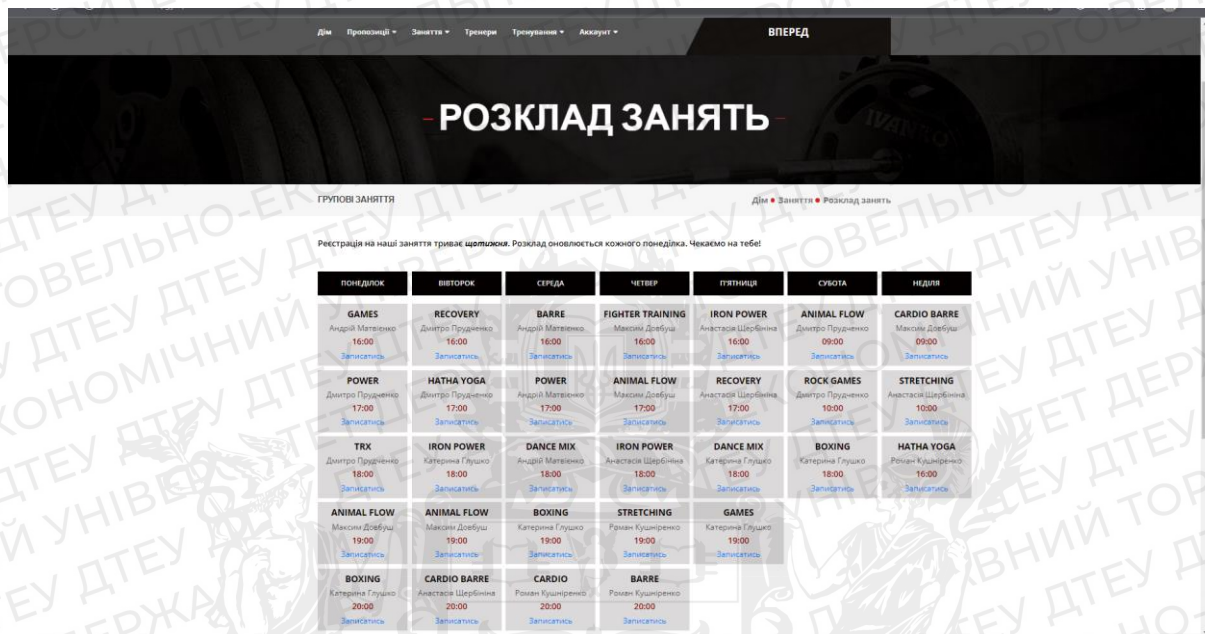 Дім Пропозиції Заняття Тренери Тренування Аккаунт ВПЕРЕД
РОЗКЛАД ЗАНЯТЬ
IVANKO
ГРУПОВІ ЗАНЯТТЯ Дім • Заняття • Розклад занять
Реєстрація на наші заняття триває щотижня. Розклад оновлюється кожного понеділка. Чекаємо на тебе!
ПОНЕДІЛОК ВІВТОРОК СЕРЕДА ЧЕТВЕР П'ЯТНИЦЯ СУБОТА НЕДІЛЯ
GAMES RECOVERY BARRE FIGHTER TRAINING IRON POWER ANIMAL FLOW CARDIO BARRE
Андрій Матвієнко Дмитро Прудченко Андрій Матвієнко Максим Довбуш Анастасія Щербініна Дмитро Прудченко Максим Довбуш
16:00 16:00 16:00 16:00 16:00 09:00 09:00
Записатись Записатись Записатись Записатись Записатись Записатись Записатись
POWER HATHA YOGA POWER ANIMAL FLOW RECOVERY ROCK GAMES STRETCHING
Дмитро Прудченко Дмитро Прудченко Андрій Матвієнко Максим Довбуш Анастасія Щербініна Дмитро Прудченко Анастасія Щербініна
17:00 17:00 17:00 17:00 17:00 10:00 10:00
Записатись Записатись Записатись Записатись Записатись Записатись Записатись
TRX IRON POWER DANCE MIX IRON POWER DANCE MIX BOXING HATHA YOGA
Дмитро Прудченко Катерина Глушко Андрій Матвієнко Анастасія Щербініна Катерина Глушко Катерина Глушко Роман Кушніренко
18:00 18:00 18:00 18:00 18:00 18:00 16:00
Записатись Записатись Записатись Записатись Записатись Записатись Записатись
ANIMAL FLOW ANIMAL FLOW BOXING STRETCHING GAMES
Максим Довбуш Максим Довбуш Катерина Глушко Роман Кушніренко Катерина Глушко
19:00 19:00 19:00 19:00 19:00
Записатись Записатись Записатись Записатись Записатись
BOXING CARDIO BARRE CARDIO BARRE
Катерина Глушко Анастасія Щербініна Роман Кушніренко Роман Кушніренко
20:00 20:00 20:00 20:00
Записатись Записатись Записатись Записатись